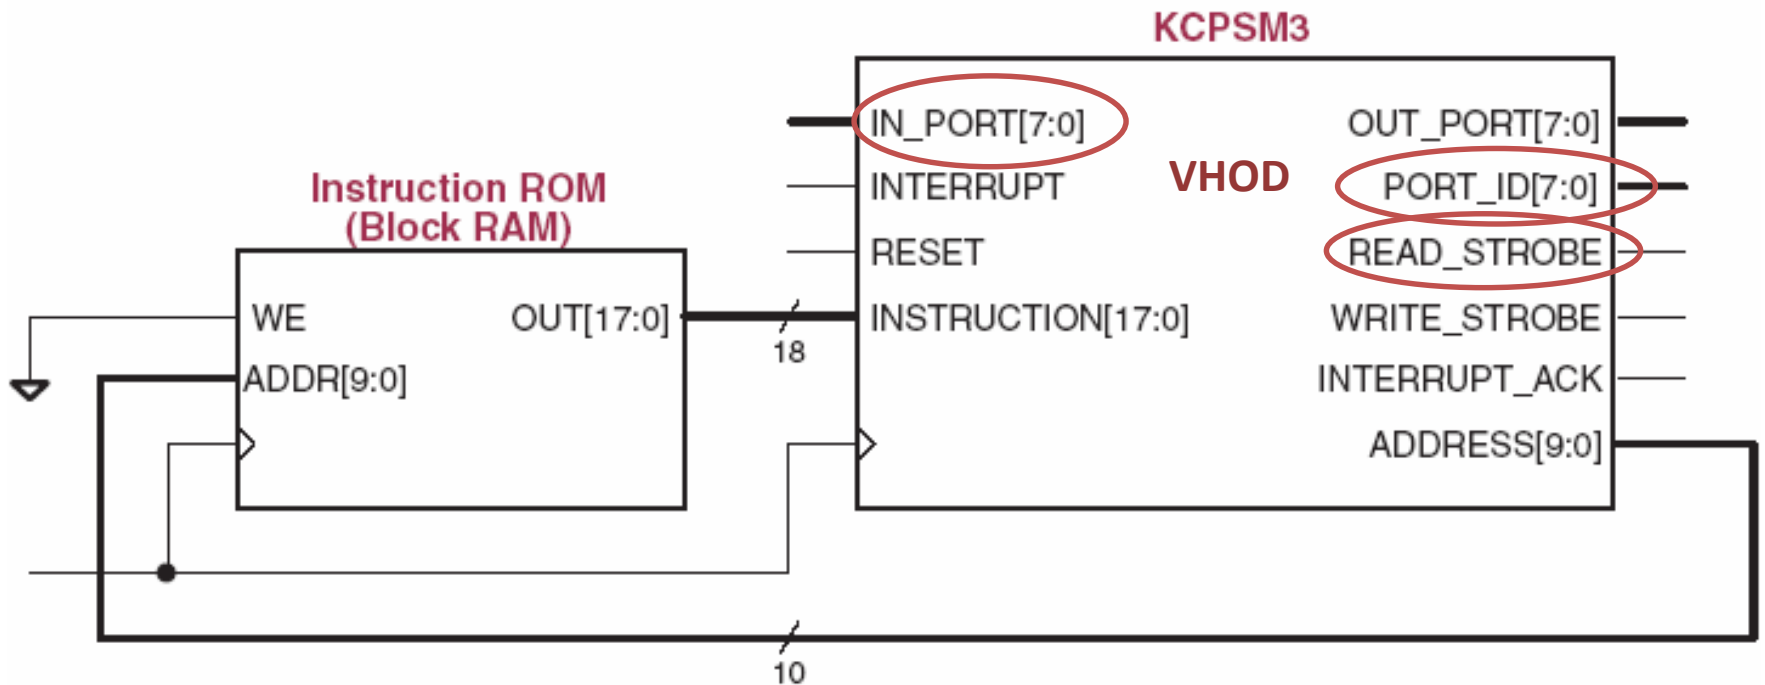 KCPSM3
IN_PORT[7:0]
OUT_PORT[7:0]
VHOD
INTERRUPT
PORT_ID[7:0]
RESET
READ_STROBE
INSTRUCTION[17:0]
WRITE_STROBE
INTERRUPT_ACK
ADDRESS[9:0]
Instruction ROM
(Block RAM)
WE
OUT[17:0]
ADDR[9:0]
18
10